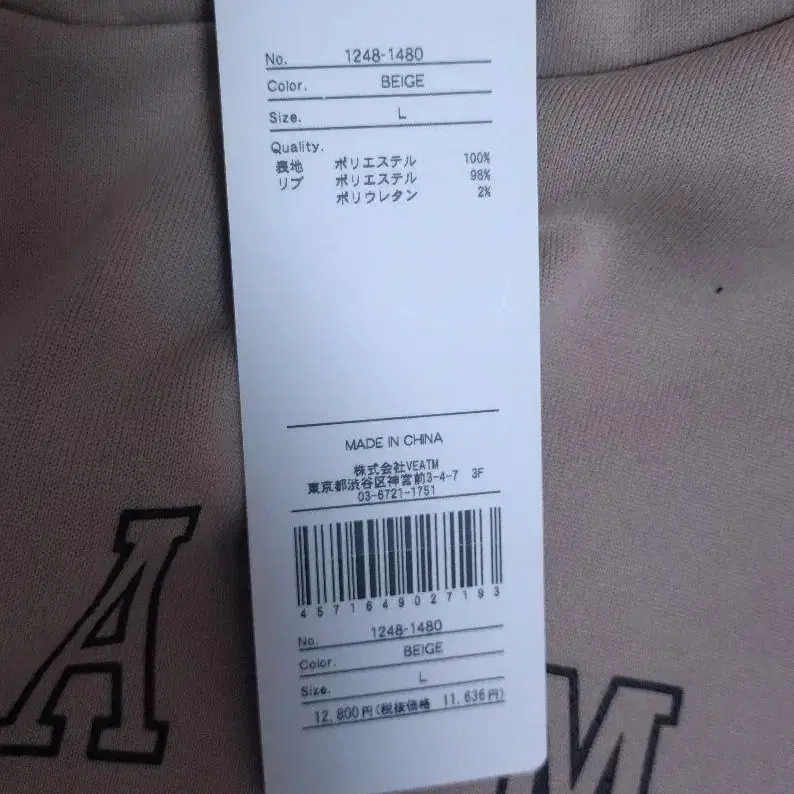 No. 1248-1480
Color. BEIGE
Size. L
Quality.
表地 ポリエステル 100%
リブ ポリエステル 98%
ポリウレタン 2%
MADE IN CHINA
株式会社VEATM
東京都渋谷区神宮前3-4-7 3F
03-6721-1751
4571649027193
No. 1248-1480
Color. BEIGE
Size. L
12,800円(税抜価格 11,636円)
A M